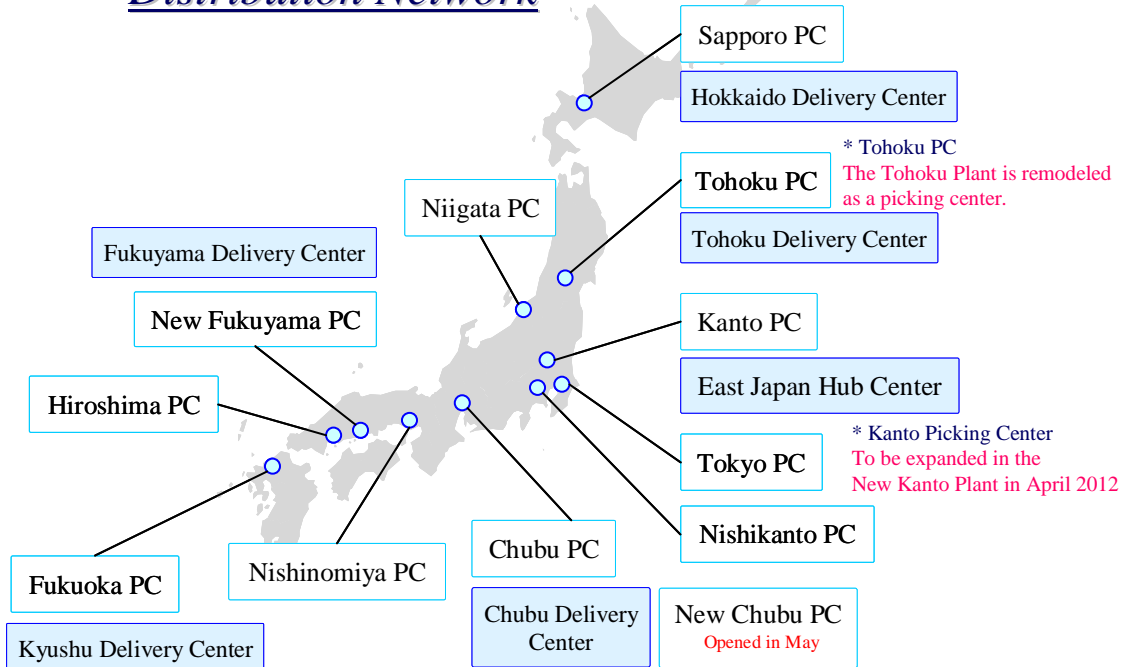 Distribution Network
Sapporo PC
Hokkaido Delivery Center
* Tohoku PC
The Tohoku Plant is remodeled
as a picking center.
Tohoku PC
Niigata PC
Tohoku Delivery Center
Fukuyama Delivery Center
New Fukuyama PC
Kanto PC
East Japan Hub Center
Hiroshima PC
* Kanto Picking Center
To be expanded in the
New Kanto Plant in April 2012
Tokyo PC
Nishikanto PC
Chubu PC
Nishinomiya PC
Fukuoka PC
Chubu Delivery
Center
New Chubu PC
Opened in May
Kyushu Delivery Center